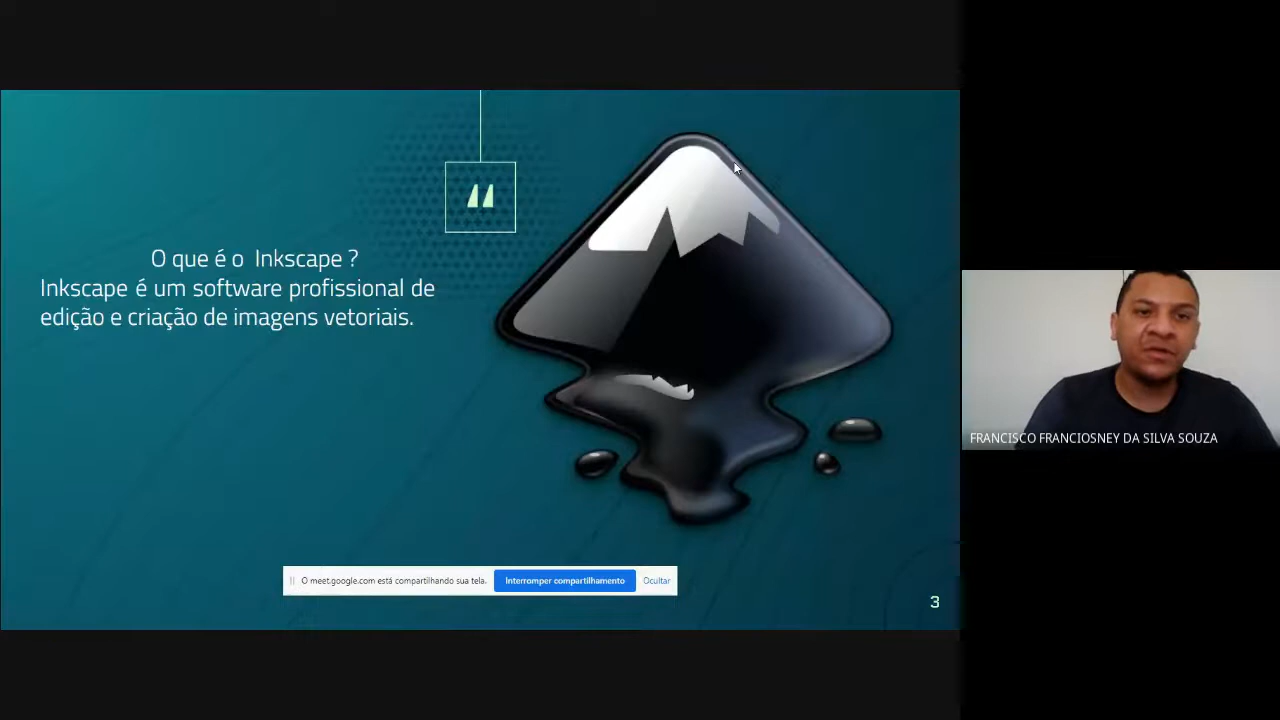 “
O que é o Inkscape ?
Inkscape é um software profissional de
edição e criação de imagens vetoriais.
O meet.google.com está compartilhando sua tela.
Interromper compartilhamento
Ocultar
3
FRANCISCO FRANCIOSNEY DA SILVA SOUZA